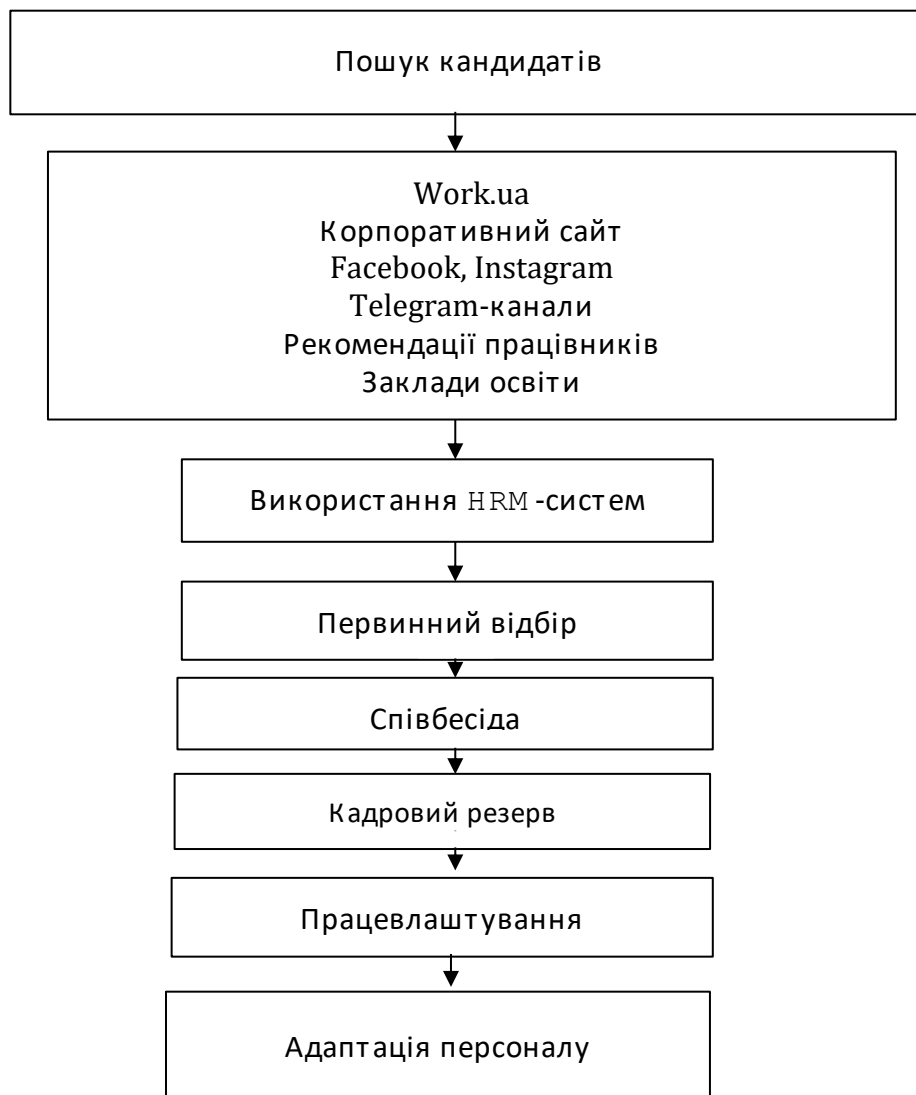 Пошук кандидатів
Work.ua
Корпоративний сайт
Facebook, Instagram
Telegram-канали
Рекомендації працівників
Заклади освіти
Використання HRM -систем
Первинний відбір
Співбесіда
Кадровий резерв
Працевлаштування
Адаптація персоналу